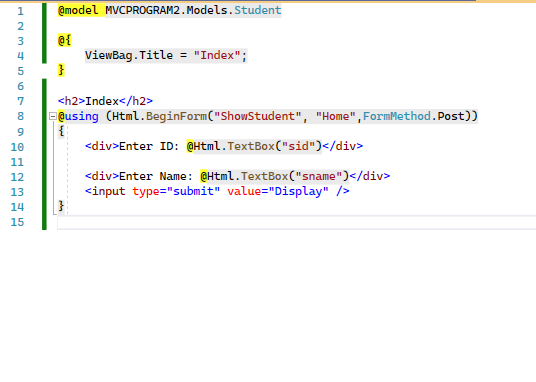 1 @model MVCPROGRAM2.Models.Student
2
3 @{
4 ViewBag.Title = "Index";
5 }
6
7 <h2>Index</h2>
8 @using (Html.BeginForm("ShowStudent", "Home",FormMethod.Post))
9 {
10 <div>Enter ID: @Html.TextBox("sid")</div>
11
12 <div>Enter Name: @Html.TextBox("sname")</div>
13 <input type="submit" value="Display" />
14 }
15